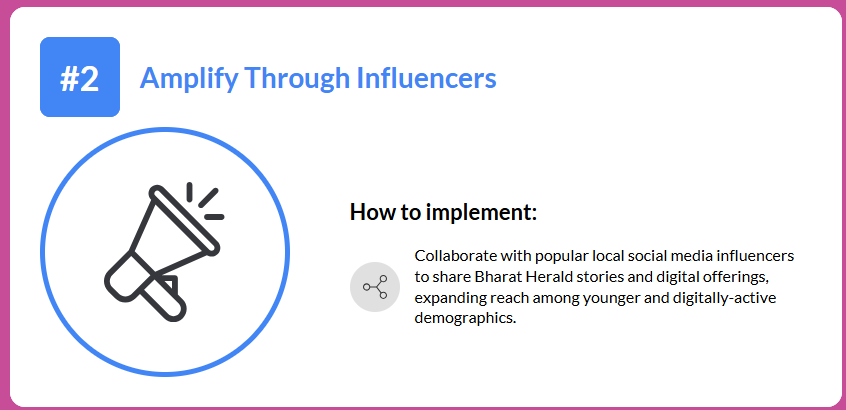 #2
Amplify Through Influencers
How to implement:
Collaborate with popular local social media influencers
to share Bharat Herald stories and digital offerings,
expanding reach among younger and digitally-active
demographics.